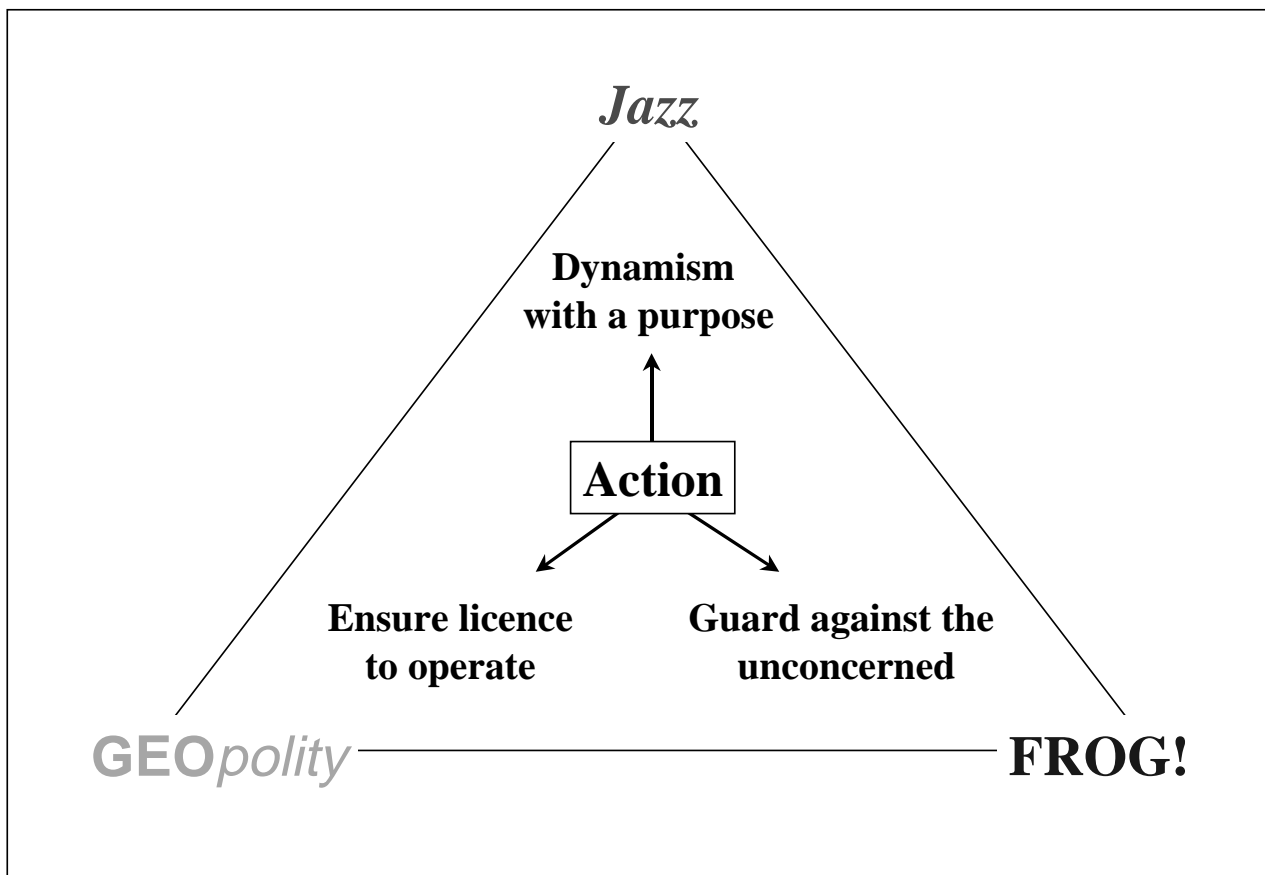 Jazz
Dynamism
with a purpose
Action
Ensure licence
to operate
Guard against the
unconcerned
GEOpolity
FROG!